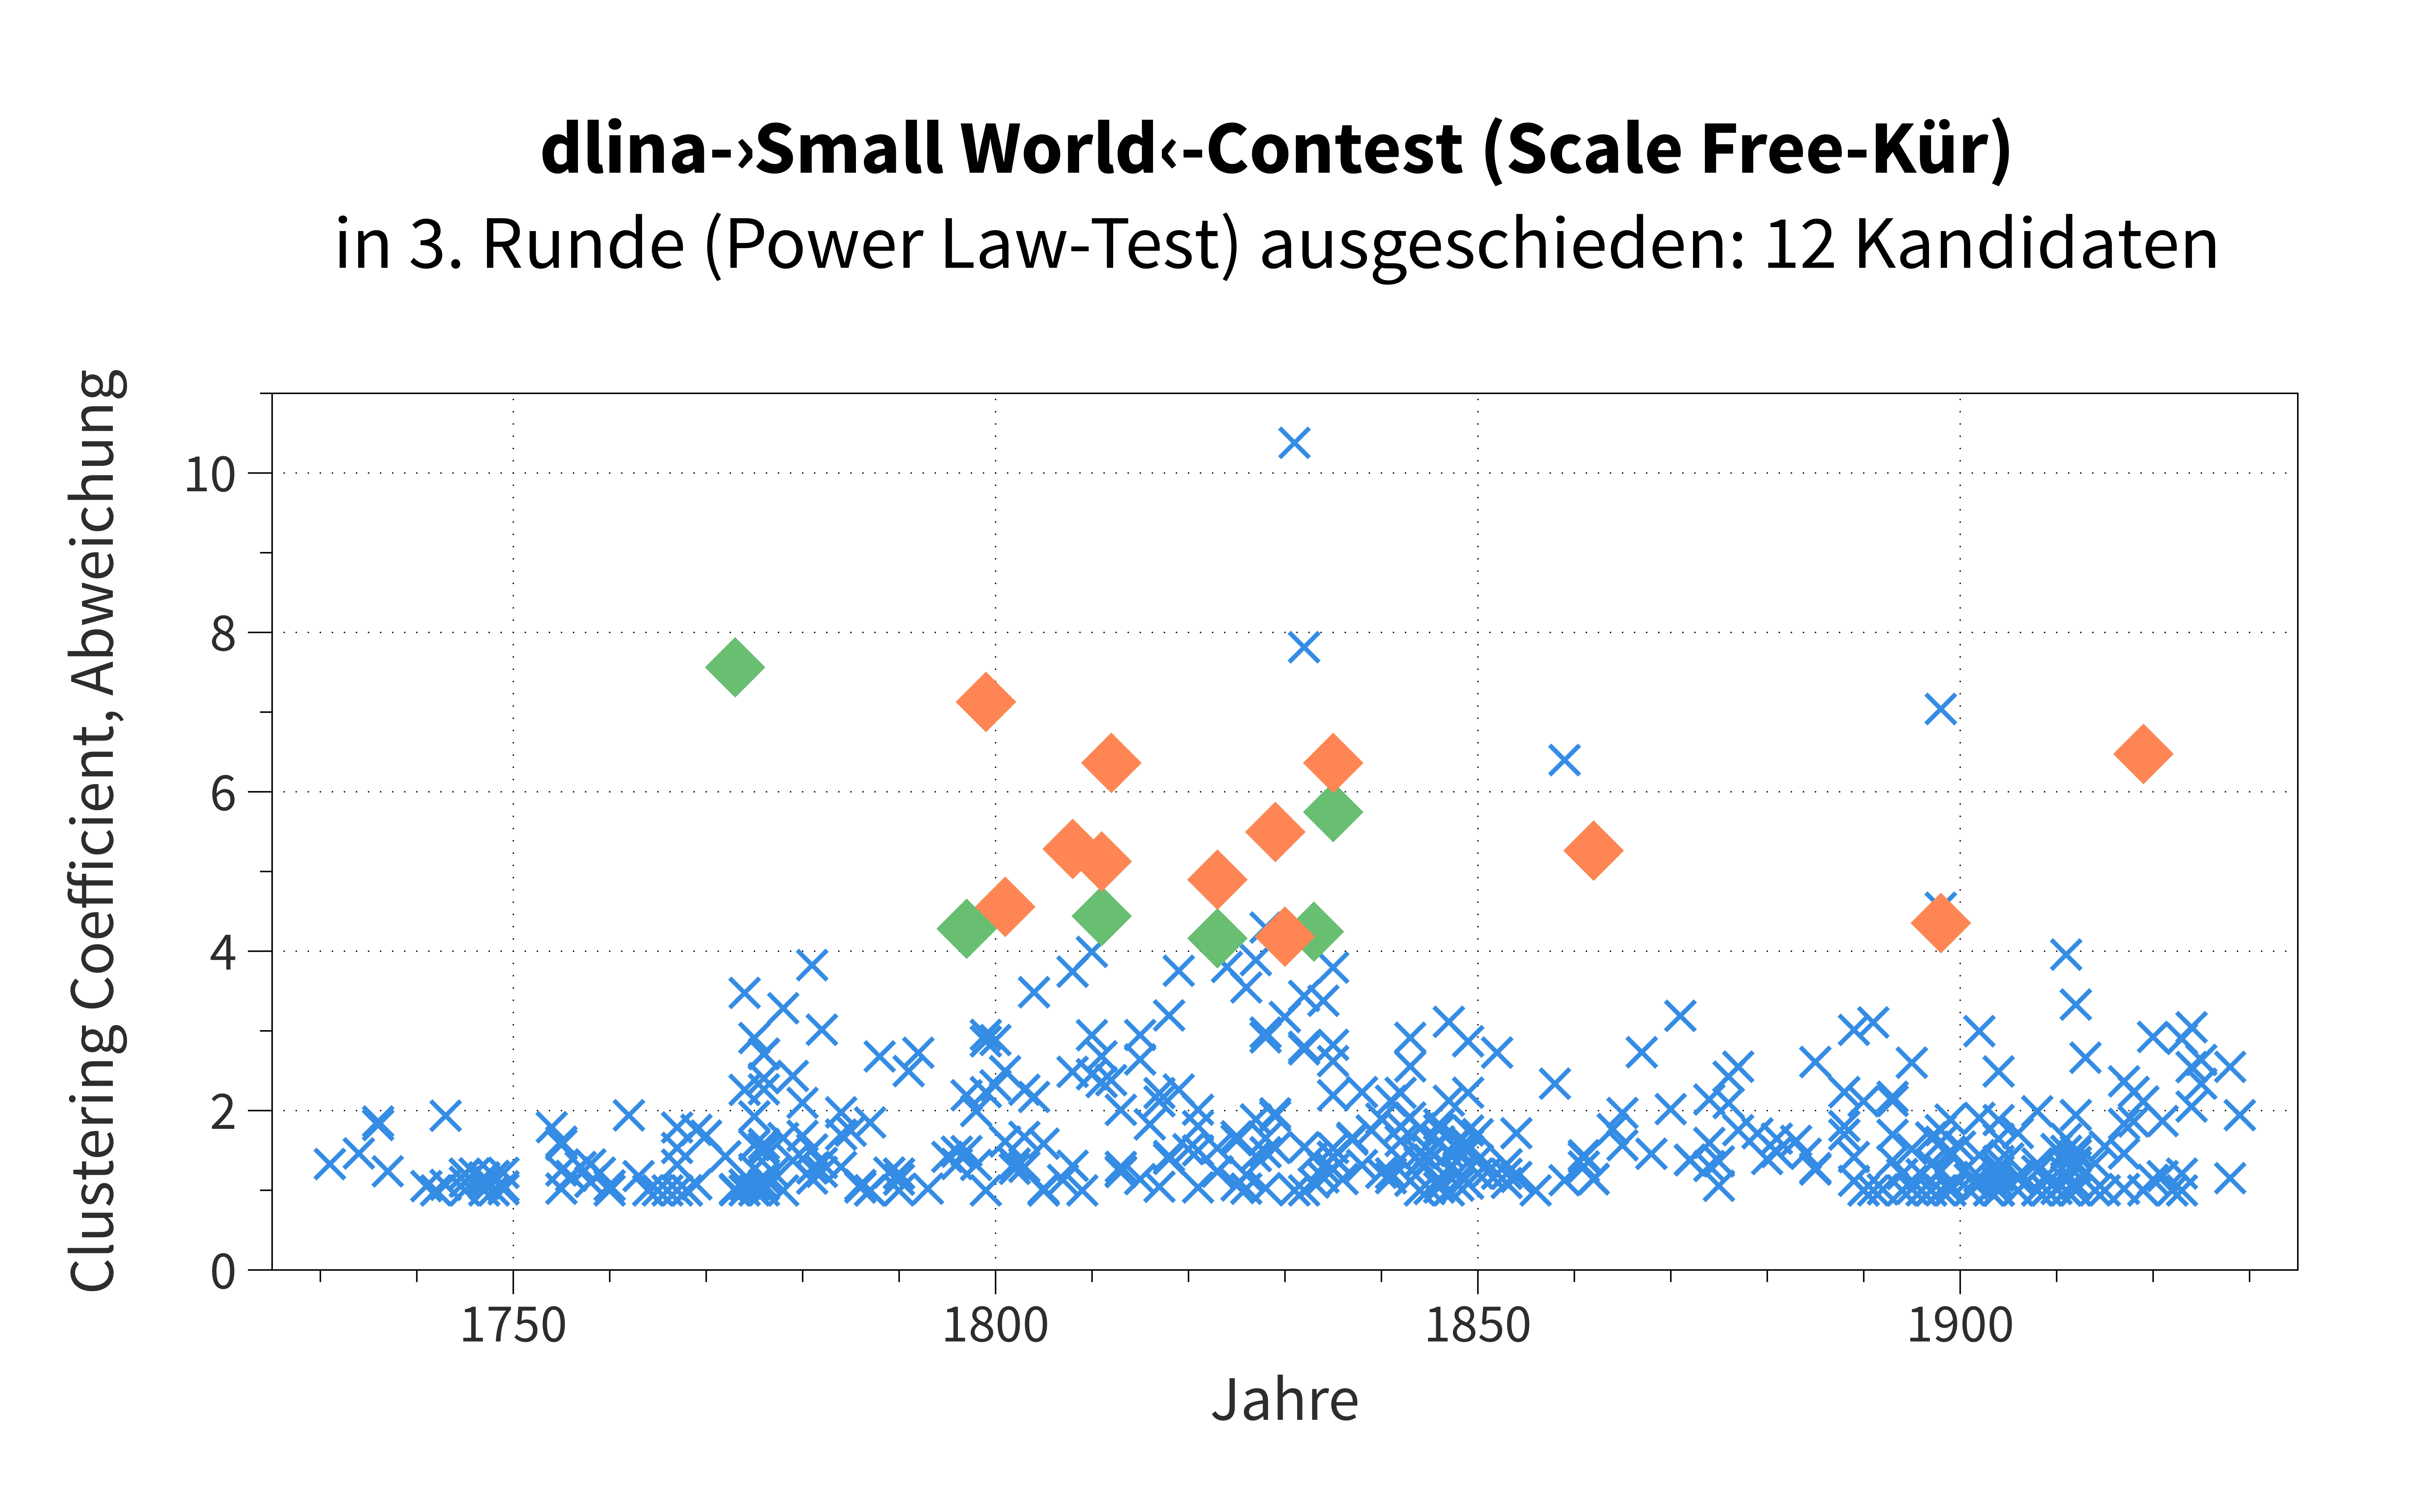 dlina-›Small World‹-Contest (Scale Free-Kür)
in 3. Runde (Power Law-Test) ausgeschieden: 12 Kandidaten
Clustering Coefficient, Abweichung
10
8
6
4
2
0
1750
1800
1850
1900
Jahre